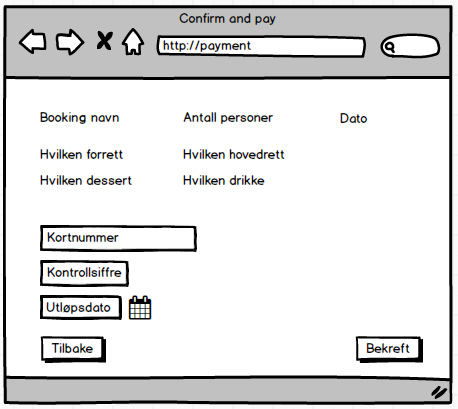 Confirm and pay
http://payment
Booking navn Antall personer Dato
Hvilken forrett Hvilken hovedrett
Hvilken dessert Hvilken drikke
Kortnummer
Kontrollsiffre
Utløpsdato
Tilbake Bekreft